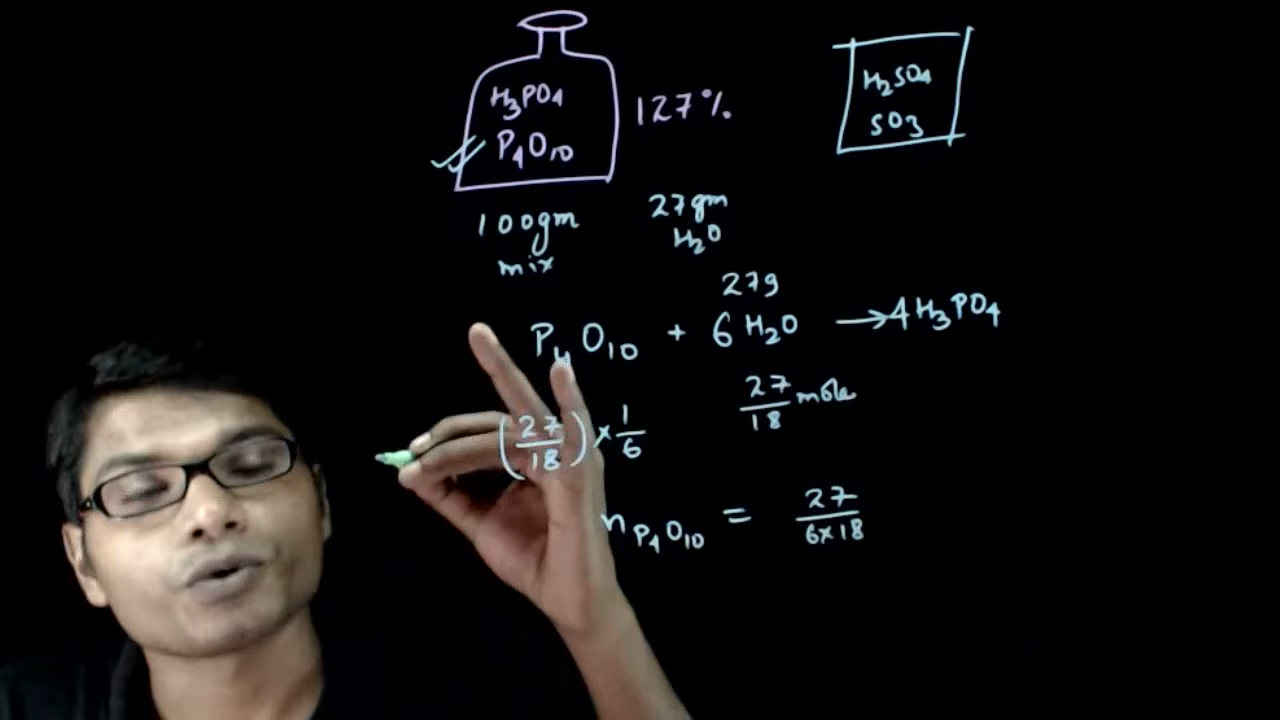 H₃PO₄
P₄O₁₀
127%
H₂SO₄
SO₃
100gm
mix
27gm
H₂O
27g
P₄O₁₀ + 6H₂O → 4H₃PO₄
27/18 mole
(27/18) × 1/6
n P₄O₁₀ = 27/6×18